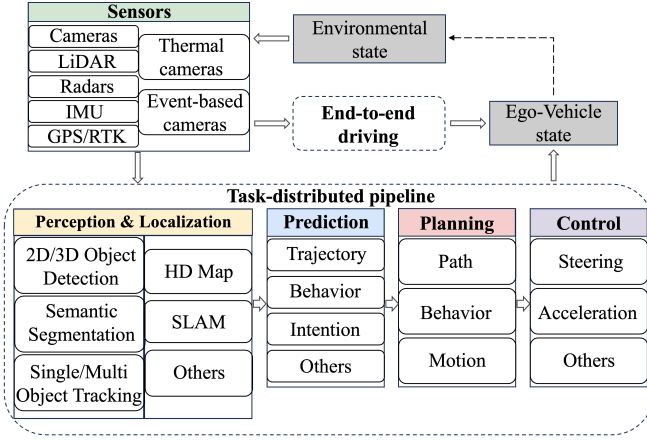 Sensors
Cameras
LiDAR
Radars
IMU
GPS/RTK
Thermal
cameras
Event-based
cameras
Environmental
state
End-to-end
driving
Ego-Vehicle
state
Task-distributed pipeline
Perception & Localization
2D/3D Object
Detection
Semantic
Segmentation
Single/Multi
Object Tracking
HD Map
SLAM
Others
Prediction
Trajectory
Behavior
Intention
Others
Planning
Path
Behavior
Motion
Control
Steering
Acceleration
Others